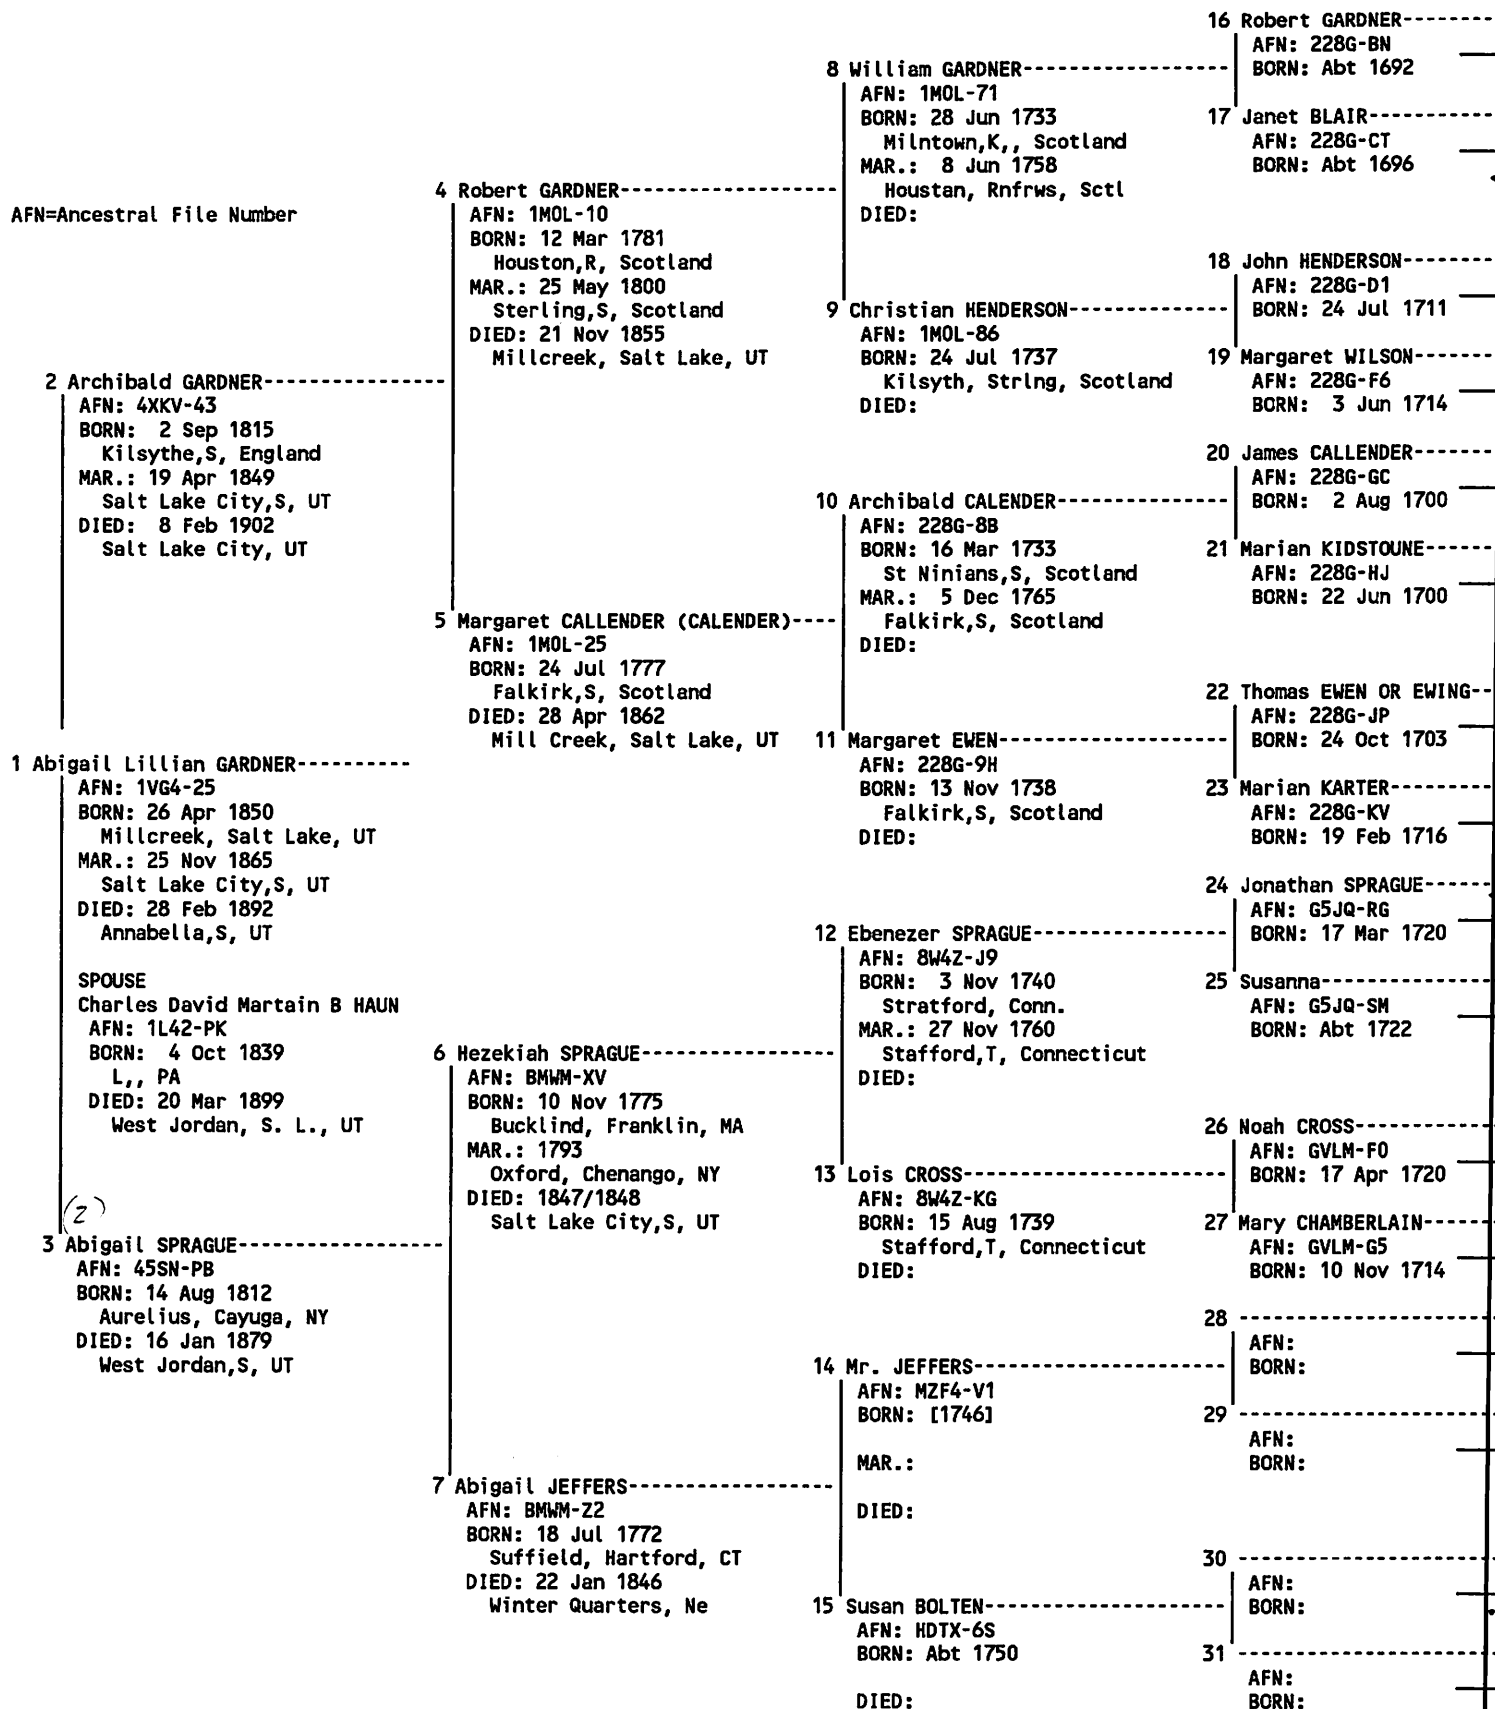 AFN=Ancestral File Number
1 Abigail Lillian GARDNER----------
AFN: 1VG4-25
BORN: 26 Apr 1850
Millcreek, Salt Lake, UT
MAR.: 25 Nov 1865
Salt Lake City,S, UT
DIED: 28 Feb 1892
Annabella,S, UT
SPOUSE
Charles David Martain B HAUN
AFN: 1L42-PK
BORN:  4 Oct 1839
L,, PA
DIED: 20 Mar 1899
West Jordan, S. L., UT
2 Archibald GARDNER---------------
AFN: 4XKV-43
BORN:  2 Sep 1815
Kilsythe,S, England
MAR.: 19 Apr 1849
Salt Lake City,S, UT
DIED:  8 Feb 1902
Salt Lake City, UT
(2)
3 Abigail SPRAGUE-----------------
AFN: 45SN-PB
BORN: 14 Aug 1812
Aurelius, Cayuga, NY
DIED: 16 Jan 1879
West Jordan,S, UT
4 Robert GARDNER------------------
AFN: 1MOL-10
BORN: 12 Mar 1781
Houston,R, Scotland
MAR.: 25 May 1800
Sterling,S, Scotland
DIED: 21 Nov 1855
Millcreek, Salt Lake, UT
5 Margaret CALLENDER (CALENDER)----
AFN: 1MOL-25
BORN: 24 Jul 1777
Falkirk,S, Scotland
DIED: 28 Apr 1862
Mill Creek, Salt Lake, UT
6 Hezekiah SPRAGUE----------------
AFN: BMWM-XV
BORN: 10 Nov 1775
Bucklind, Franklin, MA
MAR.: 1793
Oxford, Chenango, NY
DIED: 1847/1848
Salt Lake City,S, UT
7 Abigail JEFFERS-----------------
AFN: BMWM-Z2
BORN: 18 Jul 1772
Suffield, Hartford, CT
DIED: 22 Jan 1846
Winter Quarters, Ne
8 William GARDNER-----------------
AFN: 1MOL-71
BORN: 28 Jun 1733
Milntown,K,, Scotland
MAR.:  8 Jun 1758
Houstan, Rnfrws, Sctl
DIED:
9 Christian HENDERSON-------------
AFN: 1MOL-86
BORN: 24 Jul 1737
Kilsyth, Strlng, Scotland
DIED:
10 Archibald CALENDER--------------
AFN: 228G-8B
BORN: 16 Mar 1733
St Ninians,S, Scotland
MAR.:  5 Dec 1765
Falkirk,S, Scotland
DIED:
11 Margaret EWEN-------------------
AFN: 228G-9H
BORN: 13 Nov 1738
Falkirk,S, Scotland
DIED:
12 Ebenezer SPRAGUE----------------
AFN: 8W4Z-J9
BORN:  3 Nov 1740
Stratford, Conn.
MAR.: 27 Nov 1760
Stafford,T, Connecticut
DIED:
13 Lois CROSS----------------------
AFN: 8W4Z-KG
BORN: 15 Aug 1739
Stafford,T, Connecticut
DIED:
14 Mr. JEFFERS---------------------
AFN: MZF4-V1
BORN: [1746]
MAR.:
DIED:
15 Susan BOLTEN--------------------
AFN: HDTX-6S
BORN: Abt 1750
DIED:
16 Robert GARDNER--------
AFN: 228G-BN
BORN: Abt 1692
17 Janet BLAIR-----------
AFN: 228G-CT
BORN: Abt 1696
18 John HENDERSON--------
AFN: 228G-D1
BORN: 24 Jul 1711
19 Margaret WILSON-------
AFN: 228G-F6
BORN:  3 Jun 1714
20 James CALLENDER-------
AFN: 228G-GC
BORN:  2 Aug 1700
21 Marian KIDSTOUNE------
AFN: 228G-HJ
BORN: 22 Jun 1700
22 Thomas EWEN OR EWING--
AFN: 228G-JP
BORN: 24 Oct 1703
23 Marian KARTER---------
AFN: 228G-KV
BORN: 19 Feb 1716
24 Jonathan SPRAGUE------
AFN: G5JQ-RG
BORN: 17 Mar 1720
25 Susanna---------------
AFN: G5JQ-SM
BORN: Abt 1722
26 Noah CROSS------------
AFN: GVLM-F0
BORN: 17 Apr 1720
27 Mary CHAMBERLAIN------
AFN: GVLM-G5
BORN: 10 Nov 1714
28 ----------------------
AFN:
BORN:
29 ----------------------
AFN:
BORN:
30 ----------------------
AFN:
BORN:
31 ----------------------
AFN:
BORN: